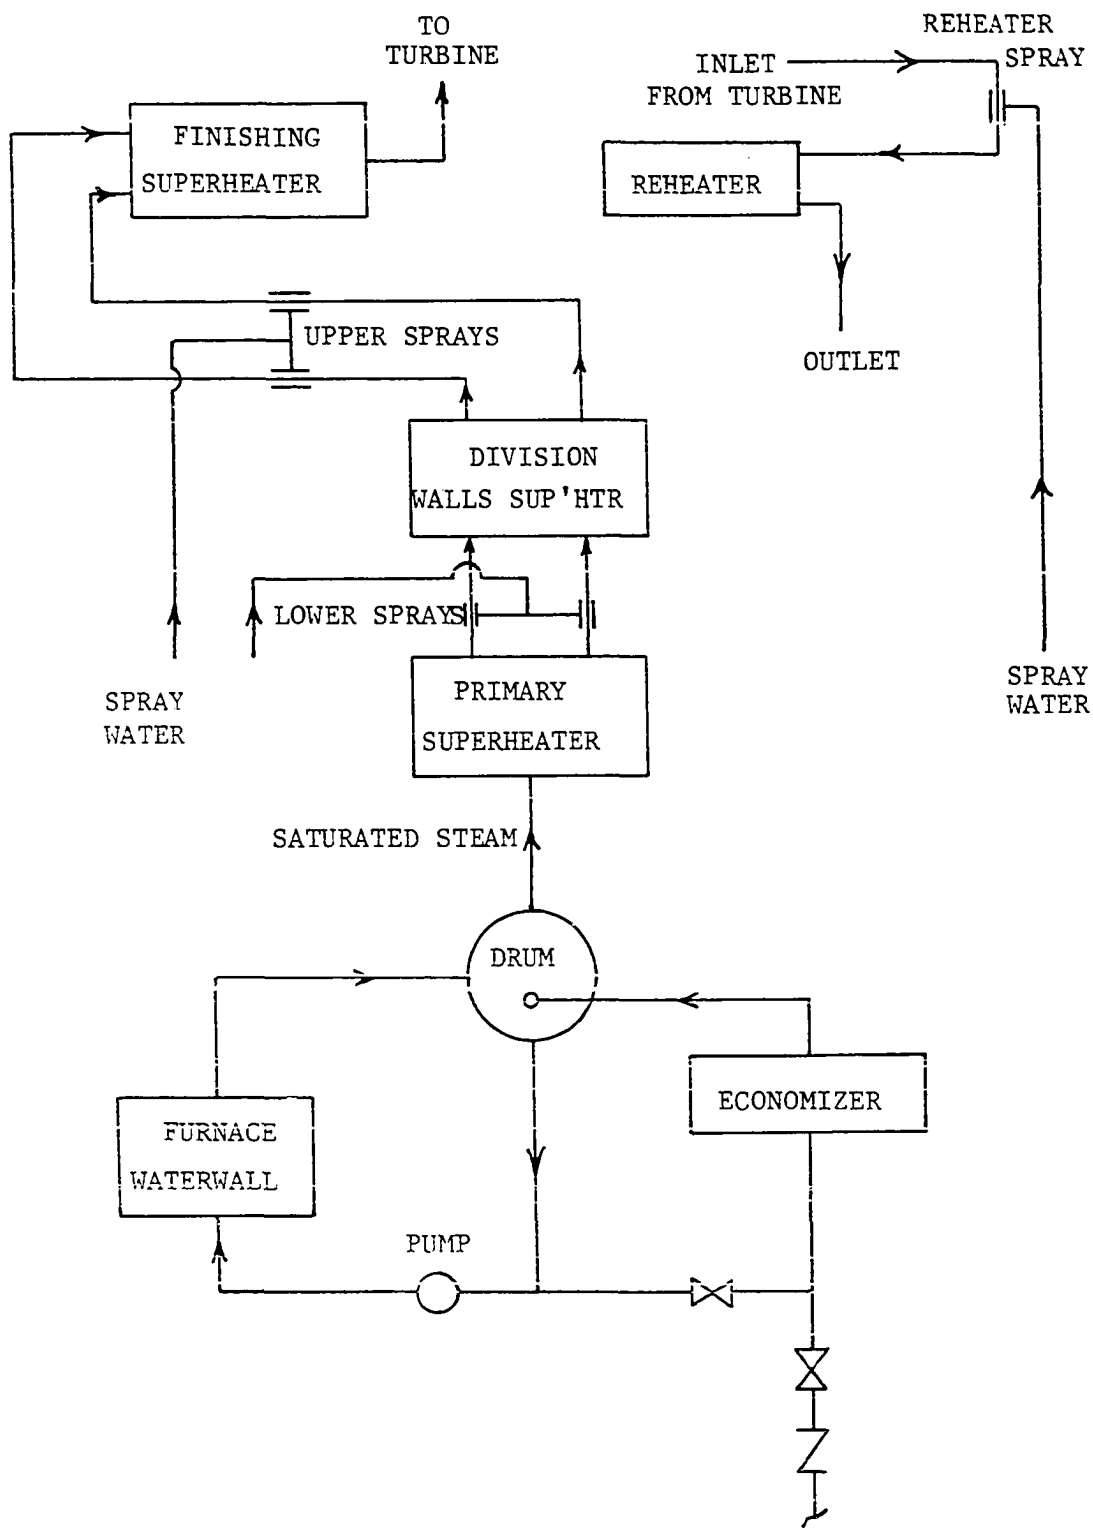 TO
TURBINE
REHEATER
SPRAY
INLET
FROM TURBINE
FINISHING
SUPERHEATER
REHEATER
UPPER SPRAYS
OUTLET
DIVISION
WALLS SUP'HTR
LOWER SPRAYS
SPRAY
WATER
SPRAY
WATER
PRIMARY
SUPERHEATER
SATURATED STEAM
DRUM
ECONOMIZER
FURNACE
WATERWALL
PUMP